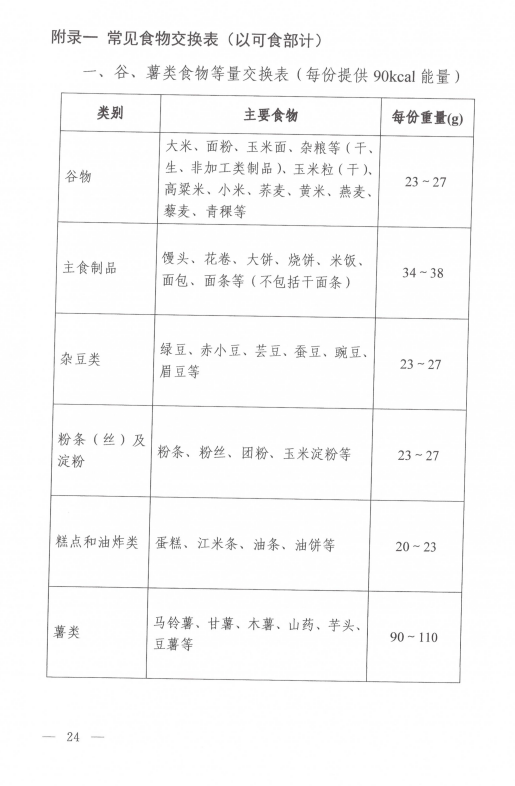 附录一 常见食物交换表（以可食部计）
一、谷、薯类食物等量交换表（每份提供 90kcal 能量）
类别
主要食物
每份重量(g)
谷物
大米、面粉、玉米面、杂粮等（干、
生、非加工类制品）、玉米粒（干）、
高粱米、小米、荞麦、黄米、燕麦、
藜麦、青稞等
23～27
主食制品
馒头、花卷、大饼、烧饼、米饭、
面包、面条等（不包括干面条）
34～38
杂豆类
绿豆、赤小豆、芸豆、蚕豆、豌豆、
眉豆等
23～27
粉条（丝）及
淀粉
粉条、粉丝、团粉、玉米淀粉等
23～27
糕点和油炸类
蛋糕、江米条、油条、油饼等
20～23
薯类
马铃薯、甘薯、木薯、山药、芋头、
豆薯等
90～110
— 24 —